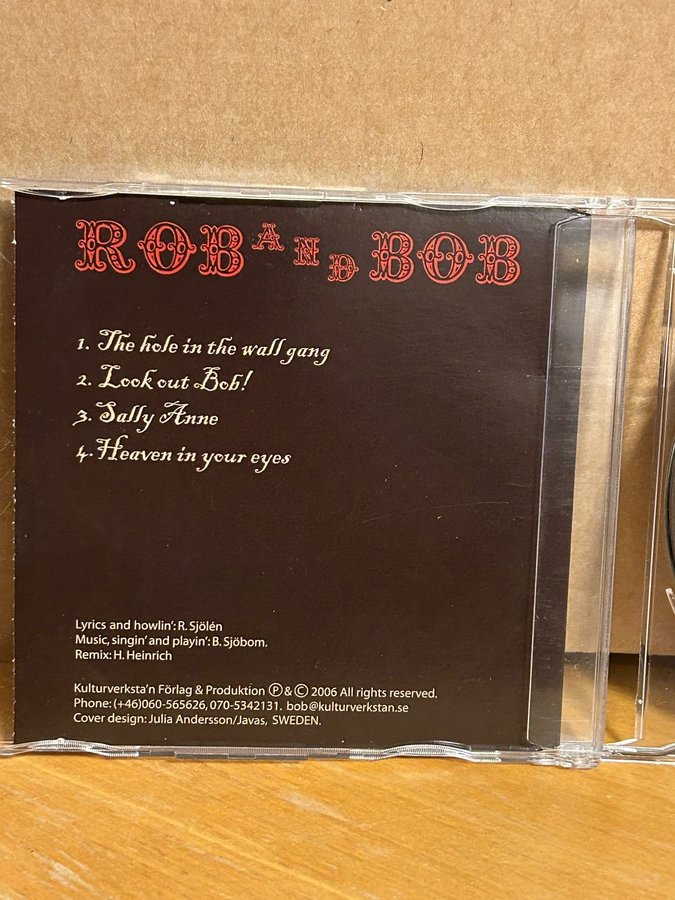 ROB AND BOB
1. The hole in the wall gang
2. Look out Bob!
3. Sally Anne
4. Heaven in your eyes
Lyrics and howlin': R. Sjölén
Music, singin' and playin': B. Sjöbom.
Remix: H. Heinrich
Kulturverksta'n Förlag & Produktion Ⓟ & © 2006 All rights reserved.
Phone: (+46)060-565626, 070-5342131. bob@kulturverkstan.se
Cover design: Julia Andersson/Javas, SWEDEN.